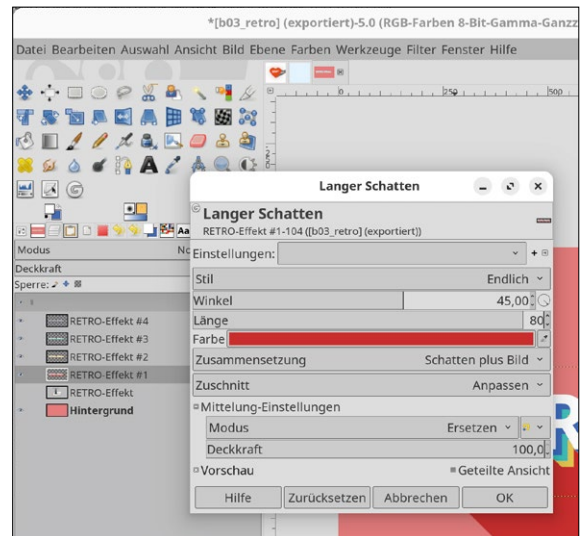 *[b03_retro] (exportiert)-5.0 (RGB-Farben 8-Bit-Gamma-Ganzz
Datei Bearbeiten Auswahl Ansicht Bild Ebene Farben Werkzeuge Filter Fenster Hilfe
0 250 500
Modus
Deckkraft
Sperre:
RETRO-Effekt #4
RETRO-Effekt #3
RETRO-Effekt #2
RETRO-Effekt #1
RETRO-Effekt
Hintergrund
Langer Schatten
Langer Schatten
RETRO-Effekt #1-104 ([b03_retro] (exportiert))
Einstellungen:
Stil Endlich
Winkel 45,00
Länge 80
Farbe
Zusammensetzung Schatten plus Bild
Zuschnitt Anpassen
Mittelung-Einstellungen
Modus Ersetzen
Deckkraft 100,0
Vorschau Geteilte Ansicht
Hilfe Zurücksetzen Abbrechen OK
R